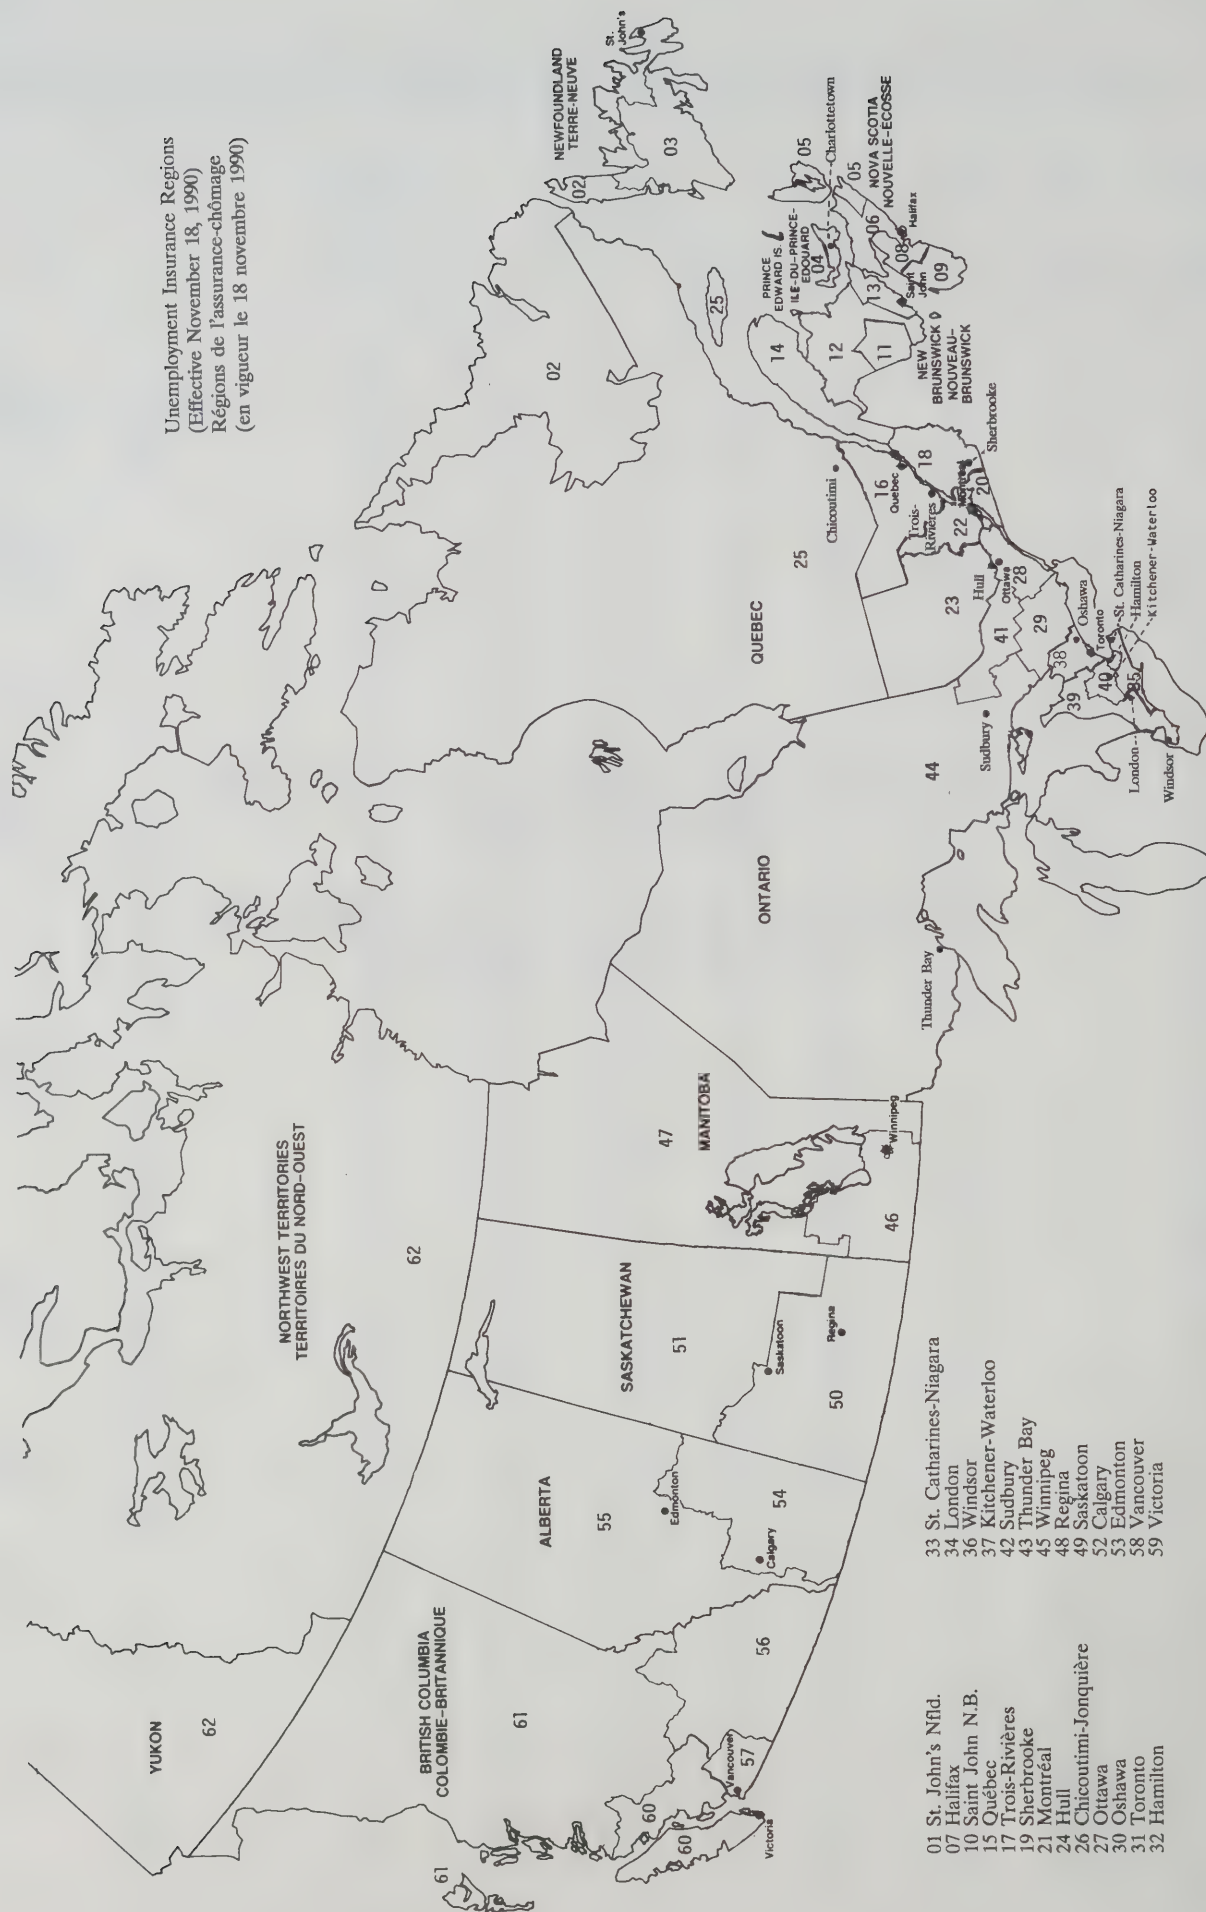 Unemployment Insurance Regions
(Effective November 18, 1990)
Régions de l'assurance-chômage
(en vigueur le 18 novembre 1990)
YUKON
62
NORTHWEST TERRITORIES
TERRITOIRES DU NORD-OUEST
62
BRITISH COLUMBIA
COLOMBIE-BRITANNIQUE
61
61
60
60
Vancouver
57
56
Victoria
ALBERTA
55
Edmonton
54
Calgary
SASKATCHEWAN
51
Saskatoon
Regina
50
47
MANITOBA
Winnipeg
46
ONTARIO
Thunder Bay
44
Sudbury
41
Hull
Ottawa
28
29
38
Oshawa
Toronto
39
40
35
St. Catharines-Niagara
Hamilton
Kitchener-Waterloo
London
Windsor
QUEBEC
25
Chicoutimi
23
16
Quebec
18
Trois-
Rivières
22
Montréal
20
Sherbrooke
25
14
02
NEWFOUNDLAND
TERRE-NEUVE
02
03
St.
John's
PRINCE
EDWARD IS.
ILE-DU-PRINCE-
EDOUARD
04
Charlottetown
05
05
NOVA SCOTIA
NOUVELLE-ECOSSE
06
Halifax
08
09
13
Saint
John
12
11
NEW
BRUNSWICK
NOUVEAU-
BRUNSWICK
01 St. John's Nfld.
07 Halifax
10 Saint John N.B.
15 Québec
17 Trois-Rivières
19 Sherbrooke
21 Montréal
24 Hull
26 Chicoutimi-Jonquière
27 Ottawa
30 Oshawa
31 Toronto
32 Hamilton
33 St. Catharines-Niagara
34 London
36 Windsor
37 Kitchener-Waterloo
42 Sudbury
43 Thunder Bay
45 Winnipeg
48 Regina
49 Saskatoon
52 Calgary
53 Edmonton
58 Vancouver
59 Victoria